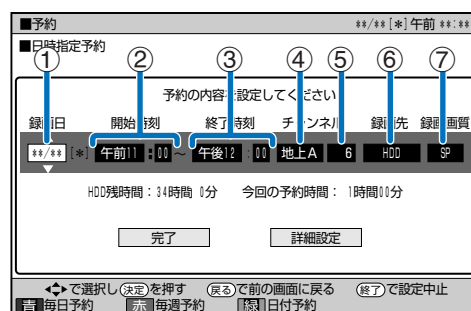 ■予約 **/**[*]午前 **:**
■日時指定予約
① ② ③ ④ ⑤ ⑥ ⑦
予約の内容を設定してください
録画日 開始時刻 終了時刻 チャンネル 録画先 録画画質
**/** [*] 午前11:00 ～ 午後12:00 地上A 6 HDD SP
HDD残時間：34時間 0分 今回の予約時間： 1時間00分
完了 詳細設定
で選択し 決定 を押す 戻る で前の画面に戻る 終了 で設定中止
青 毎日予約 赤 毎週予約 緑 日付予約